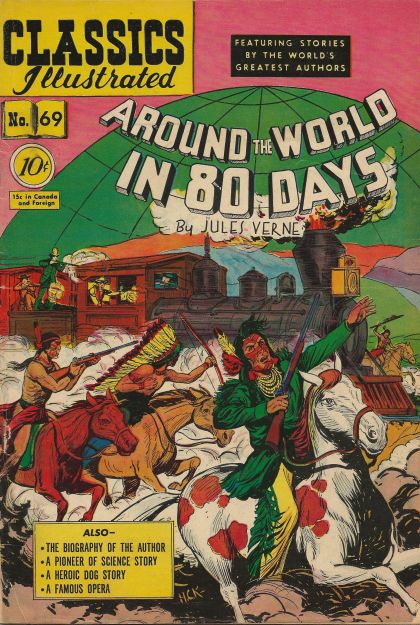 CLASSICS
Illustrated
FEATURING STORIES
BY THE WORLD'S
GREATEST AUTHORS
No. 69
10¢
15c in Canada
and Foreign
AROUND THE WORLD
IN 80 DAYS
By JULES VERNE
ALSO–
• THE BIOGRAPHY OF THE AUTHOR
• A PIONEER OF SCIENCE STORY
• A HEROIC DOG STORY
• A FAMOUS OPERA
HCK